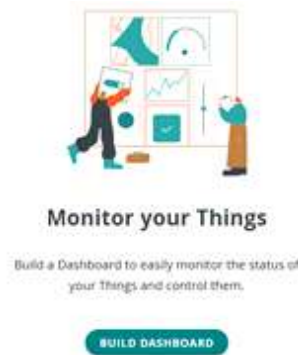 Monitor your Things
Build a Dashboard to easily monitor the status of
your Things and control them.
BUILD DASHBOARD